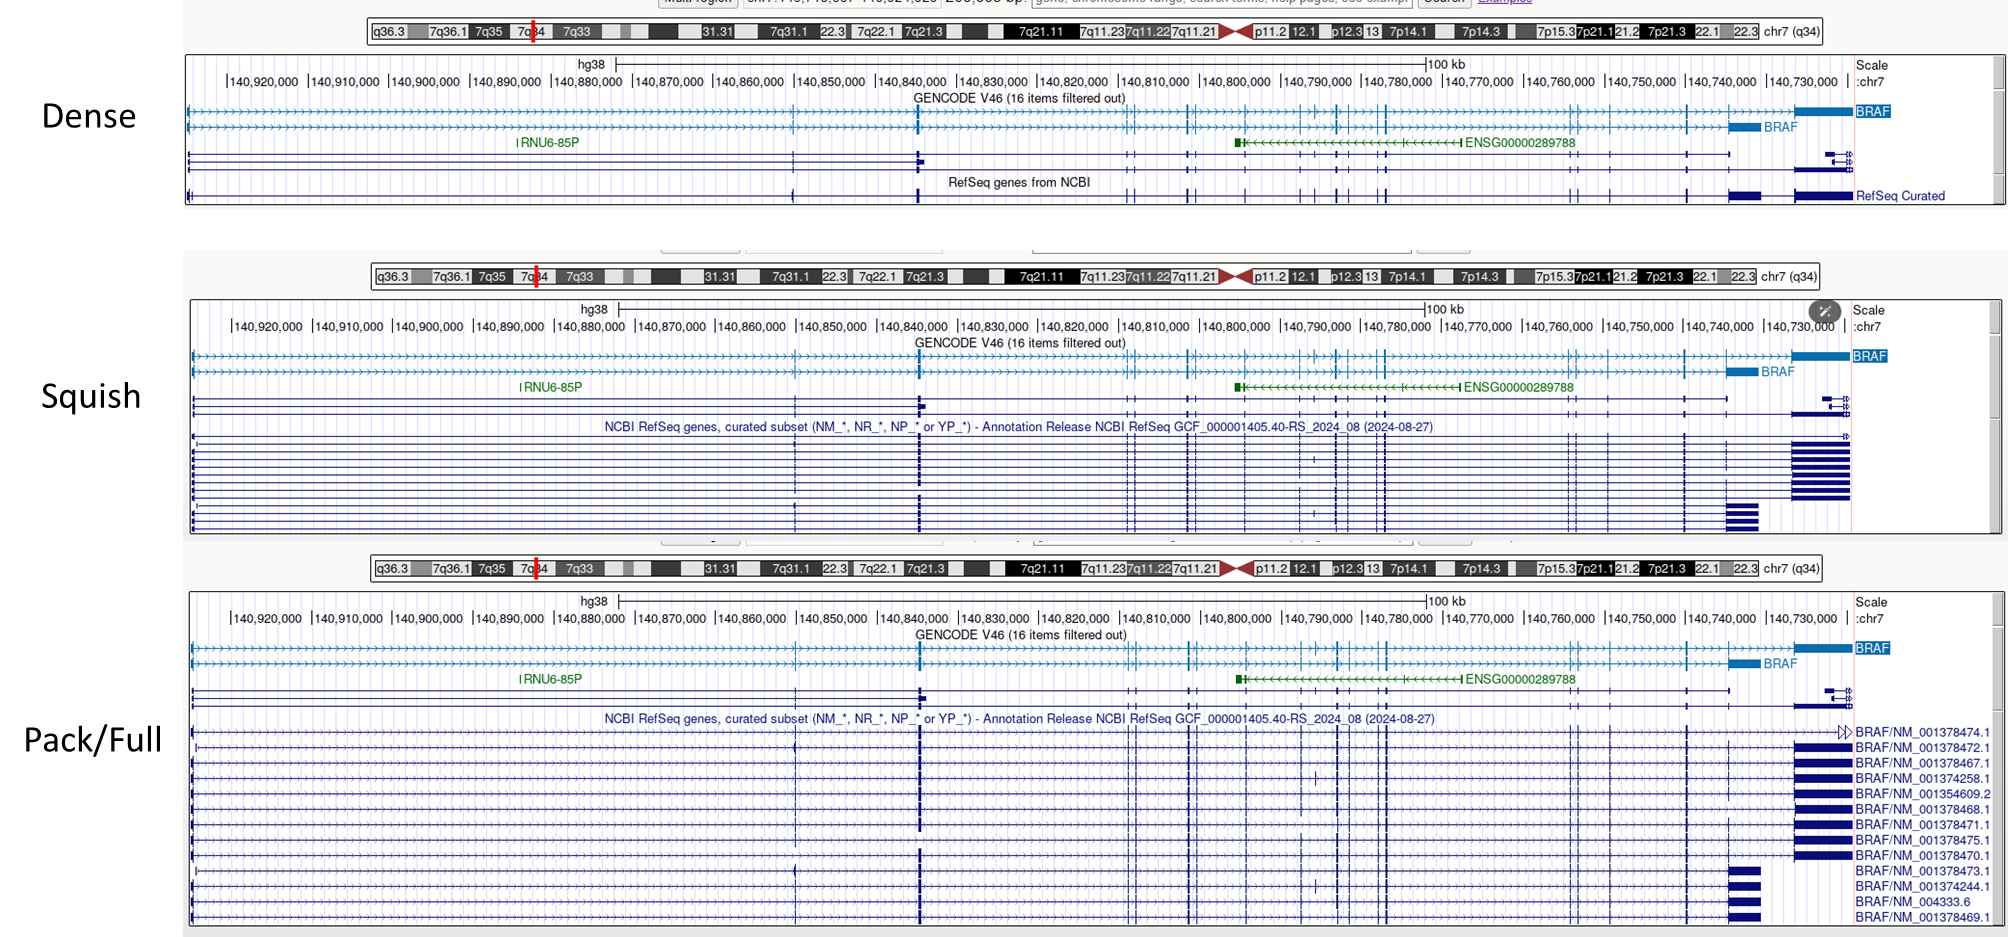 Multi-region
Dense
q36.3 7q36.1 7q35 7q34 7q33 31.31 7q31.1 22.3 7q22.1 7q21.3 7q21.11 7q11.23 7q11.22 7q11.21 p11.2 12.1 p12.3 13 7p14.1 7p14.3 7p15.3 7p21.1 21.2 7p21.3 22.1 22.3 chr7 (q34)
hg38 100 kb Scale
140,920,000 140,910,000 140,900,000 140,890,000 140,880,000 140,870,000 140,860,000 140,850,000 140,840,000 140,830,000 140,820,000 140,810,000 140,800,000 140,790,000 140,780,000 140,770,000 140,760,000 140,750,000 140,740,000 140,730,000 :chr7
GENCODE V46 (16 items filtered out)
BRAF
BRAF
RNU6-85P ENSG00000289788
RefSeq genes from NCBI
RefSeq Curated
Squish
q36.3 7q36.1 7q35 7q34 7q33 31.31 7q31.1 22.3 7q22.1 7q21.3 7q21.11 7q11.23 7q11.22 7q11.21 p11.2 12.1 p12.3 13 7p14.1 7p14.3 7p15.3 7p21.1 21.2 7p21.3 22.1 22.3 chr7 (q34)
hg38 100 kb Scale
140,920,000 140,910,000 140,900,000 140,890,000 140,880,000 140,870,000 140,860,000 140,850,000 140,840,000 140,830,000 140,820,000 140,810,000 140,800,000 140,790,000 140,780,000 140,770,000 140,760,000 140,750,000 140,740,000 140,730,000 :chr7
GENCODE V46 (16 items filtered out)
BRAF
BRAF
RNU6-85P ENSG00000289788
NCBI RefSeq genes, curated subset (NM_*, NR_*, NP_* or YP_*) - Annotation Release NCBI RefSeq GCF_000001405.40-RS_2024_08 (2024-08-27)
Pack/Full
q36.3 7q36.1 7q35 7q34 7q33 31.31 7q31.1 22.3 7q22.1 7q21.3 7q21.11 7q11.23 7q11.22 7q11.21 p11.2 12.1 p12.3 13 7p14.1 7p14.3 7p15.3 7p21.1 21.2 7p21.3 22.1 22.3 chr7 (q34)
hg38 100 kb Scale
140,920,000 140,910,000 140,900,000 140,890,000 140,880,000 140,870,000 140,860,000 140,850,000 140,840,000 140,830,000 140,820,000 140,810,000 140,800,000 140,790,000 140,780,000 140,770,000 140,760,000 140,750,000 140,740,000 140,730,000 :chr7
GENCODE V46 (16 items filtered out)
BRAF
BRAF
RNU6-85P ENSG00000289788
NCBI RefSeq genes, curated subset (NM_*, NR_*, NP_* or YP_*) - Annotation Release NCBI RefSeq GCF_000001405.40-RS_2024_08 (2024-08-27)
BRAF/NM_001378474.1
BRAF/NM_001378472.1
BRAF/NM_001378467.1
BRAF/NM_001374258.1
BRAF/NM_001354609.2
BRAF/NM_001378468.1
BRAF/NM_001378471.1
BRAF/NM_001378475.1
BRAF/NM_001378470.1
BRAF/NM_001378473.1
BRAF/NM_001374244.1
BRAF/NM_004333.6
BRAF/NM_001378469.1